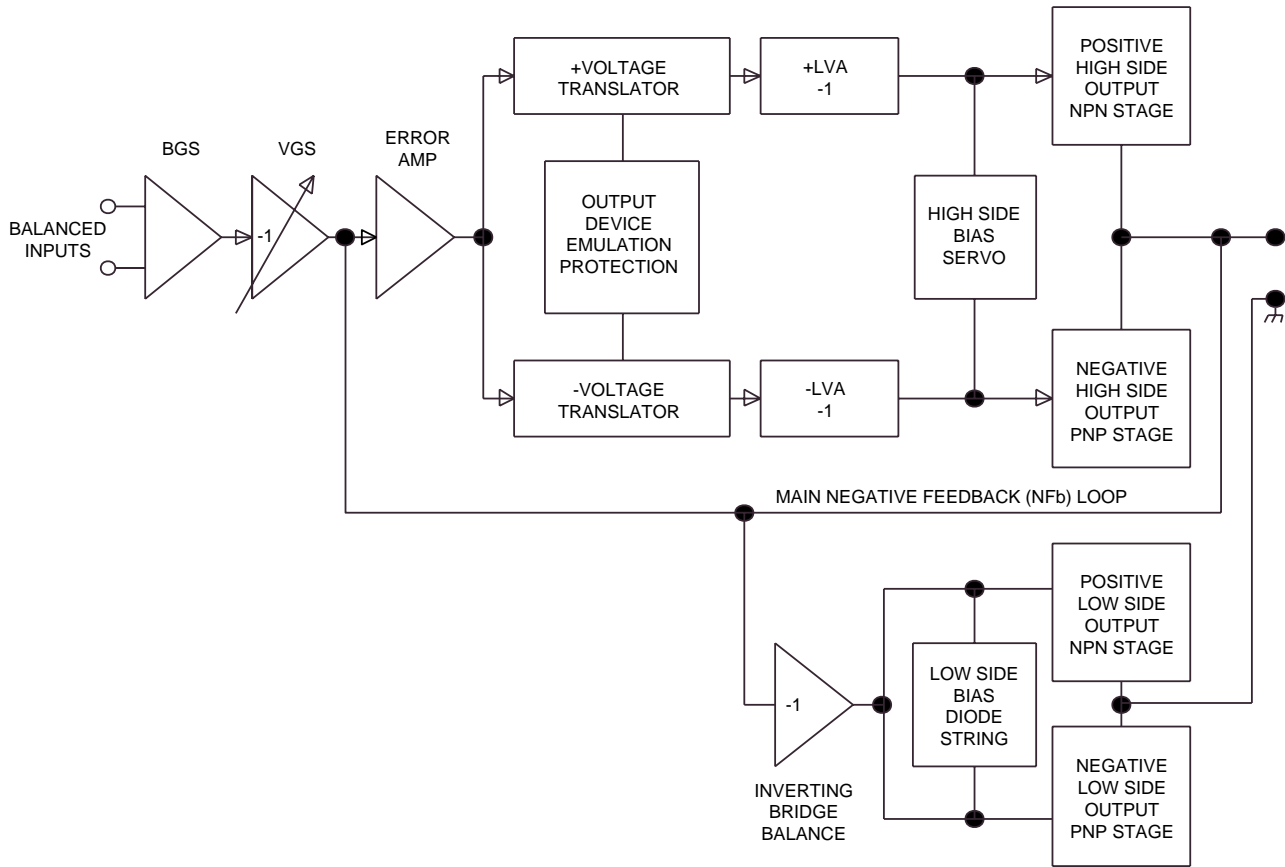 BALANCED
INPUTS
BGS
VGS
-1
ERROR
AMP
+VOLTAGE
TRANSLATOR
OUTPUT
DEVICE
EMULATION
PROTECTION
-VOLTAGE
TRANSLATOR
+LVA
-1
-LVA
-1
HIGH SIDE
BIAS
SERVO
POSITIVE
HIGH SIDE
OUTPUT
NPN STAGE
NEGATIVE
HIGH SIDE
OUTPUT
PNP STAGE
MAIN NEGATIVE FEEDBACK (NFb) LOOP
-1
INVERTING
BRIDGE
BALANCE
LOW SIDE
BIAS
DIODE
STRING
POSITIVE
LOW SIDE
OUTPUT
NPN STAGE
NEGATIVE
LOW SIDE
OUTPUT
PNP STAGE